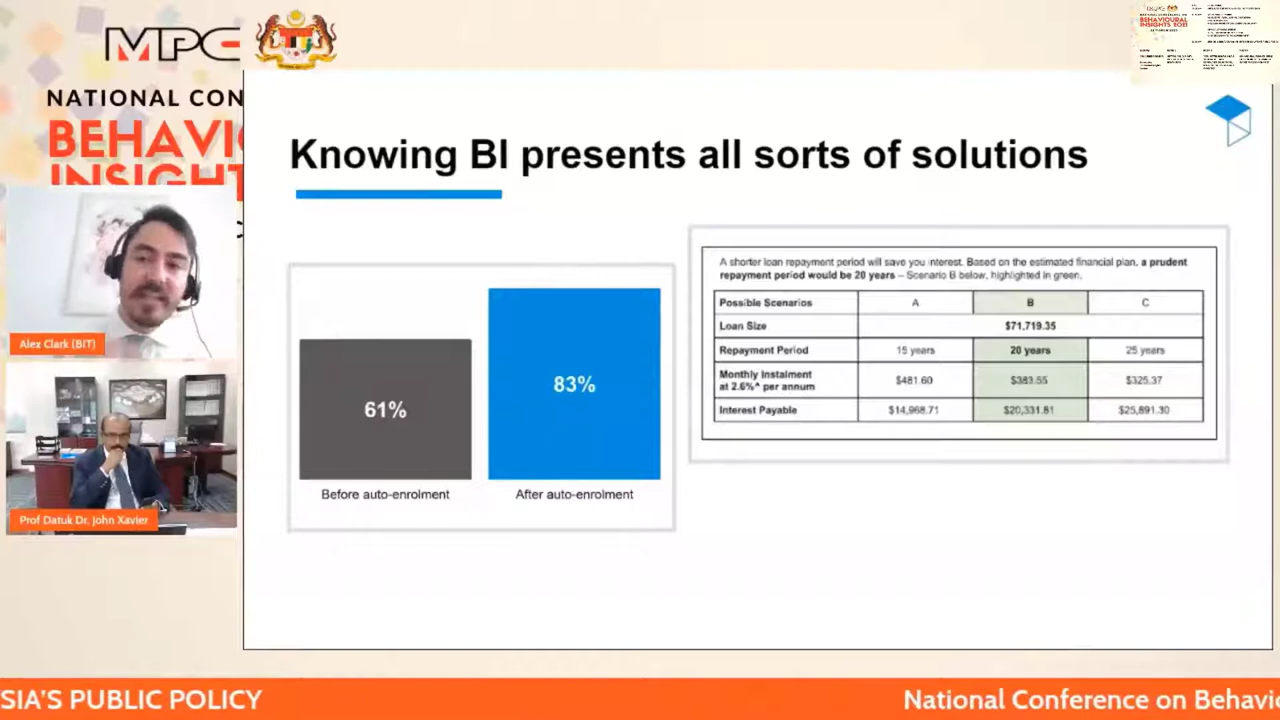 MPC
NATIONAL CON
BEHAVI
INSIGHT
Alex Clark (BIT)
Prof Datuk Dr. John Xavier
BEHAVIOURAL
INSIGHTS 2021
Knowing BI presents all sorts of solutions
61%
83%
Before auto-enrolment
After auto-enrolment
A shorter loan repayment period will save you interest. Based on the estimated financial plan, a prudent
repayment period would be 20 years – Scenario B below, highlighted in green.
Possible Scenarios A B C
Loan Size $71,719.35
Repayment Period 15 years 20 years 25 years
Monthly Instalment
at 2.6%^ per annum $481.60 $383.55 $325.37
Interest Payable $14,968.71 $20,331.81 $25,891.30
SIA'S PUBLIC POLICY
National Conference on Behavio